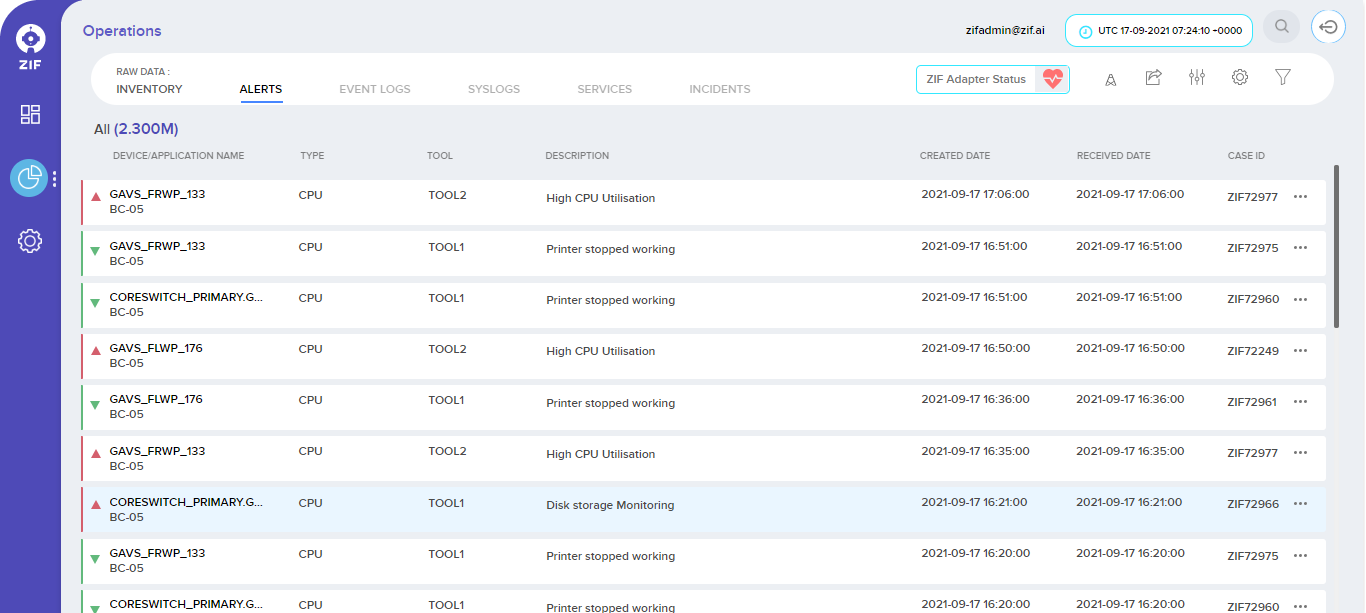 Operations
zifadmin@zif.ai
UTC 17-09-2021 07:24:10 +0000
ZIF
RAW DATA :
INVENTORY
ALERTS
EVENT LOGS
SYSLOGS
SERVICES
INCIDENTS
ZIF Adapter Status
All (2.300M)
DEVICE/APPLICATION NAME TYPE TOOL DESCRIPTION CREATED DATE RECEIVED DATE CASE ID
GAVS_FRWP_133 CPU TOOL2 High CPU Utilisation 2021-09-17 17:06:00 2021-09-17 17:06:00 ZIF72977
BC-05
GAVS_FRWP_133 CPU TOOL1 Printer stopped working 2021-09-17 16:51:00 2021-09-17 16:51:00 ZIF72975
BC-05
CORESWITCH_PRIMARY.G... CPU TOOL1 Printer stopped working 2021-09-17 16:51:00 2021-09-17 16:51:00 ZIF72960
BC-05
GAVS_FLWP_176 CPU TOOL2 High CPU Utilisation 2021-09-17 16:50:00 2021-09-17 16:50:00 ZIF72249
BC-05
GAVS_FLWP_176 CPU TOOL1 Printer stopped working 2021-09-17 16:36:00 2021-09-17 16:36:00 ZIF72961
BC-05
GAVS_FRWP_133 CPU TOOL2 High CPU Utilisation 2021-09-17 16:35:00 2021-09-17 16:35:00 ZIF72977
BC-05
CORESWITCH_PRIMARY.G... CPU TOOL1 Disk storage Monitoring 2021-09-17 16:21:00 2021-09-17 16:21:00 ZIF72966
BC-05
GAVS_FRWP_133 CPU TOOL1 Printer stopped working 2021-09-17 16:20:00 2021-09-17 16:20:00 ZIF72975
BC-05
CORESWITCH_PRIMARY.G... CPU TOOL1 Printer stopped working 2021-09-17 16:20:00 2021-09-17 16:20:00 ZIF72960